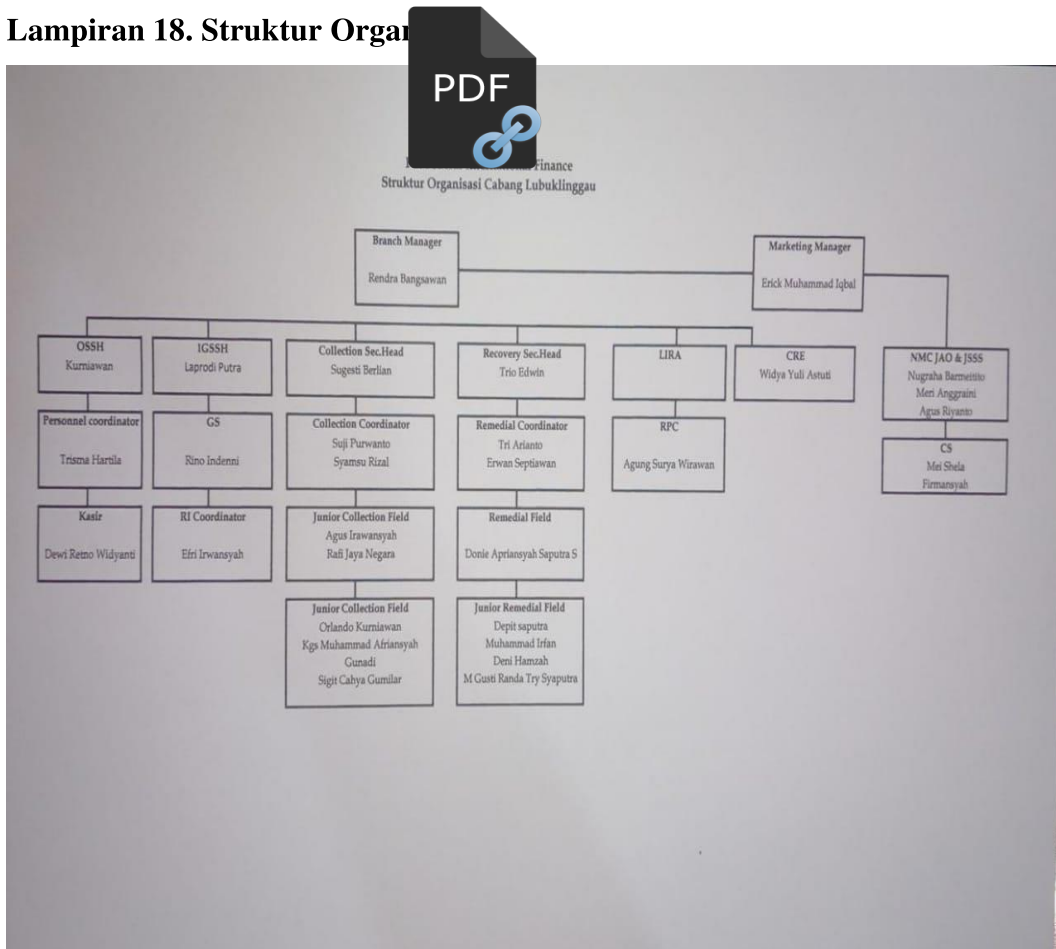 Lampiran 18. Struktur Organ
PDF
Finance
Struktur Organisasi Cabang Lubuklinggau
Branch Manager
Rendra Bangsawan
Marketing Manager
Erick Muhammad Iqbal
OSSH
Kurniawan
IGSSH
Laprodi Putra
Collection Sec.Head
Sugesti Berlian
Recovery Sec.Head
Trio Edwin
LIRA
CRE
Widya Yuli Astuti
NMC JAO & JSSS
Nugraha Barmeitito
Meri Anggraini
Agus Riyanto
Personnel coordinator
Trisma Hartila
GS
Rino Indenni
Collection Coordinator
Suji Purwanto
Syamsu Rizal
Remedial Coordinator
Tri Arianto
Erwan Septiawan
RPC
Agung Surya Wirawan
CS
Mei Shela
Firmansyah
Kasir
Dewi Retno Widyanti
RI Coordinator
Efri Irwansyah
Junior Collection Field
Agus Irawansyah
Rafi Jaya Negara
Remedial Field
Donie Apriansyah Saputra S
Junior Collection Field
Orlando Kurniawan
Kgs Muhammad Afriansyah
Gunadi
Sigit Cahya Gumilar
Junior Remedial Field
Depit saputra
Muhammad Irfan
Deni Hamzah
M Gusti Randa Try Syaputra